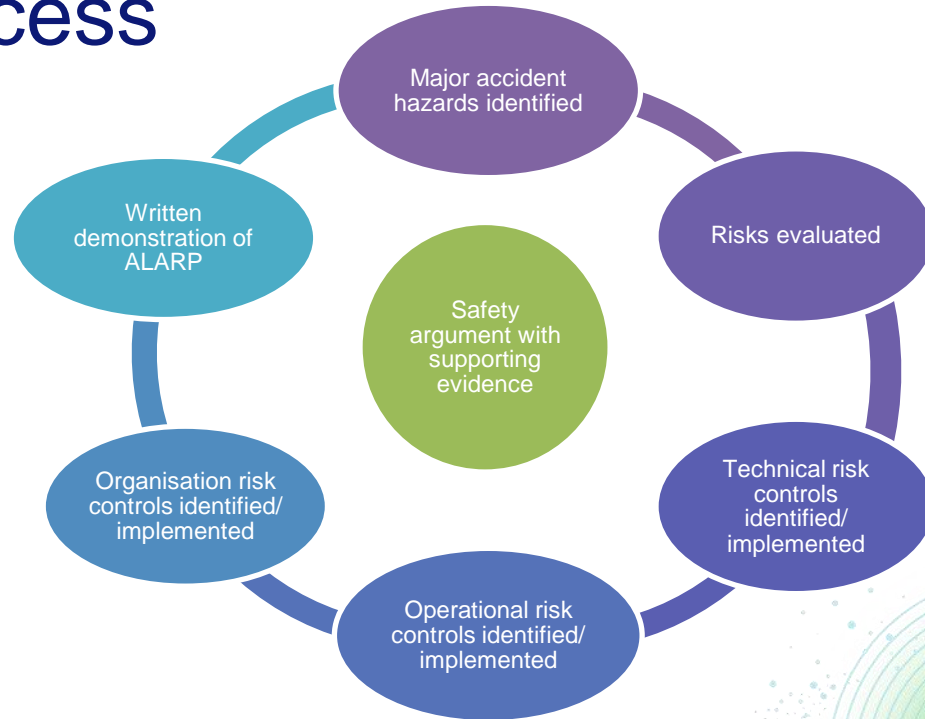 cess
Major accident
hazards identified
Risks evaluated
Technical risk
controls
identified/
implemented
Operational risk
controls identified/
implemented
Organisation risk
controls identified/
implemented
Written
demonstration of
ALARP
Safety
argument with
supporting
evidence